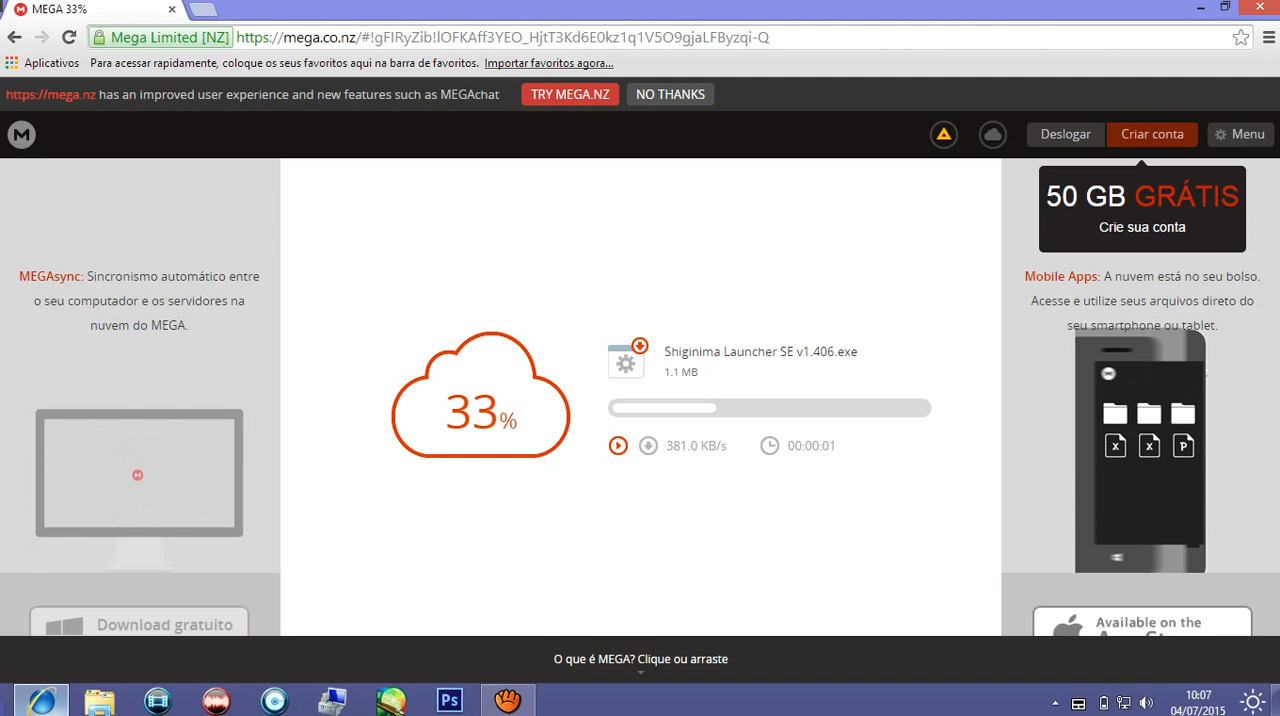 MEGA 33%
Mega Limited [NZ] https://mega.co.nz/#!gFIRyZib!lOFKAff3YEO_HjtT3Kd6E0kz1q1V5O9gjaLFByzqi-Q
Aplicativos Para acessar rapidamente, coloque os seus favoritos aqui na barra de favoritos. Importar favoritos agora...
https://mega.nz has an improved user experience and new features such as MEGAchat TRY MEGA.NZ NO THANKS
M Deslogar Criar conta Menu
50 GB GRÁTIS
Crie sua conta
MEGAsync: Sincronismo automático entre
o seu computador e os servidores na
nuvem do MEGA.
Mobile Apps: A nuvem está no seu bolso.
Acesse e utilize seus arquivos direto do
seu smartphone ou tablet.
33%
Shiginima Launcher SE v1.406.exe
1.1 MB
381.0 KB/s 00:00:01
X X P
Download gratuito
Available on the
O que é MEGA? Clique ou arraste
Ps
10:07
04/07/2015